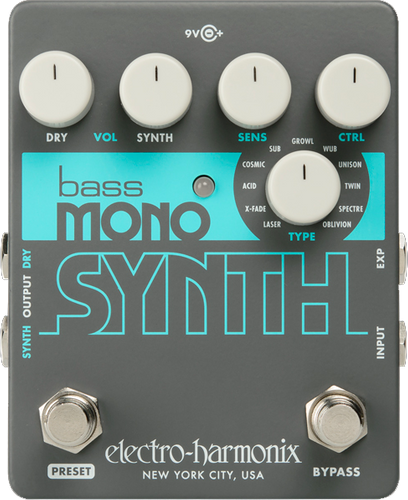 9V -●+
DRY VOL SYNTH SENS CTRL
GROWL
SUB WUB
COSMIC UNISON
ACID TWIN
X-FADE SPECTRE
LASER OBLIVION
TYPE
bass
MONO
SYNTH
SYNTH OUTPUT DRY
EXP
INPUT
electro-harmonix
PRESET NEW YORK CITY, USA BYPASS